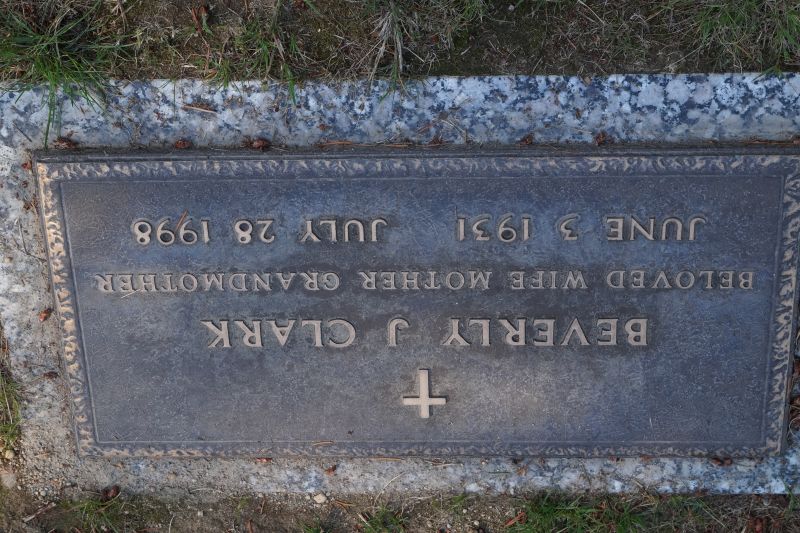 BEVERLY J CLARK
BELOVED WIFE MOTHER GRANDMOTHER
JUNE 3 1931 JULY 28 1998